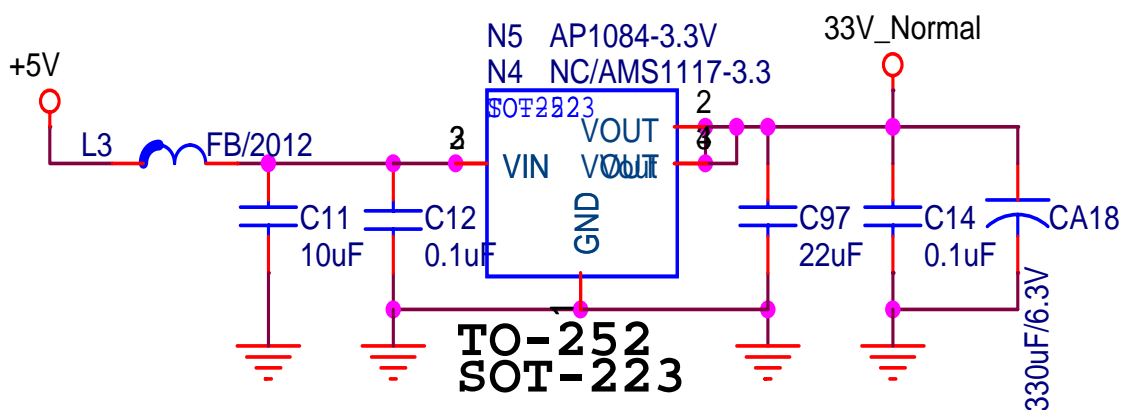 N5 AP1084-3.3V
33V_Normal
+5V
N4 NC/AMS1117-3.3
2
VOUT
L3
FB/2012
VIN
GND
C11
10uF
C12
0.1uF
C97
22uF
C14
0.1uF
CA18
330uF/6.3V
1
TO-252
SOT-223